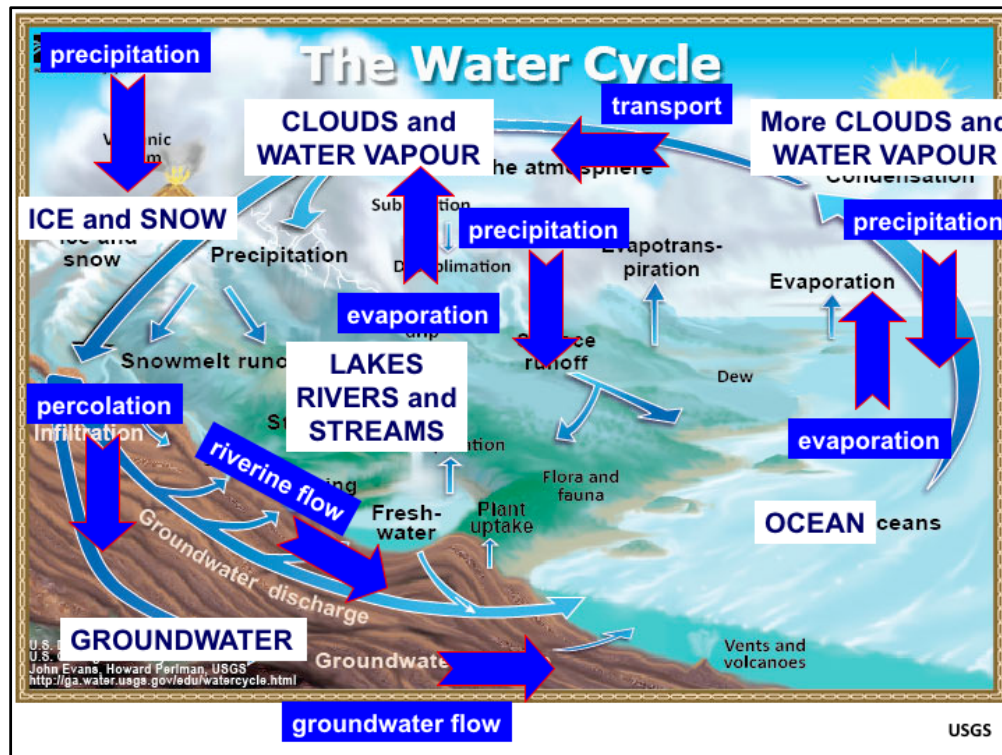 precipitation
The Water Cycle
transport
CLOUDS and
WATER VAPOUR
More CLOUDS and
WATER VAPOUR
the atmosphere
Condensation
ICE and SNOW
snow
Precipitation
precipitation
precipitation
Evapotrans-
piration
Evaporation
evaporation
Snowmelt
runoff
LAKES
RIVERS and
STREAMS
Dew
percolation
Infiltration
evaporation
riverine flow
Flora and
fauna
Fresh-
water
Plant
uptake
OCEAN
Groundwater discharge
GROUNDWATER
Vents and
volcanoes
John Evans, Howard Perlman, USGS
http://ga.water.usgs.gov/edu/watercycle.html
groundwater flow
USGS